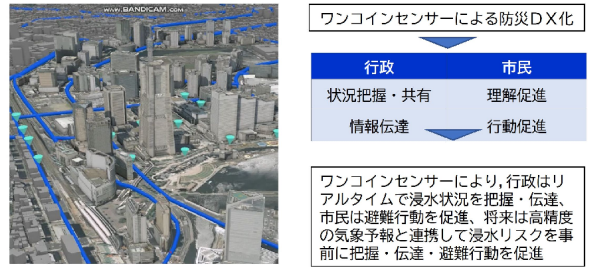 WWW.BANDICAM.COM
ワンコインセンサーによる防災DX化
行政 市民
状況把握・共有 理解促進
情報伝達 行動促進
ワンコインセンサーにより,行政はリ
アルタイムで浸水状況を把握・伝達、
市民は避難行動を促進、将来は高精度
の気象予報と連携して浸水リスクを事
前に把握・伝達・避難行動を促進